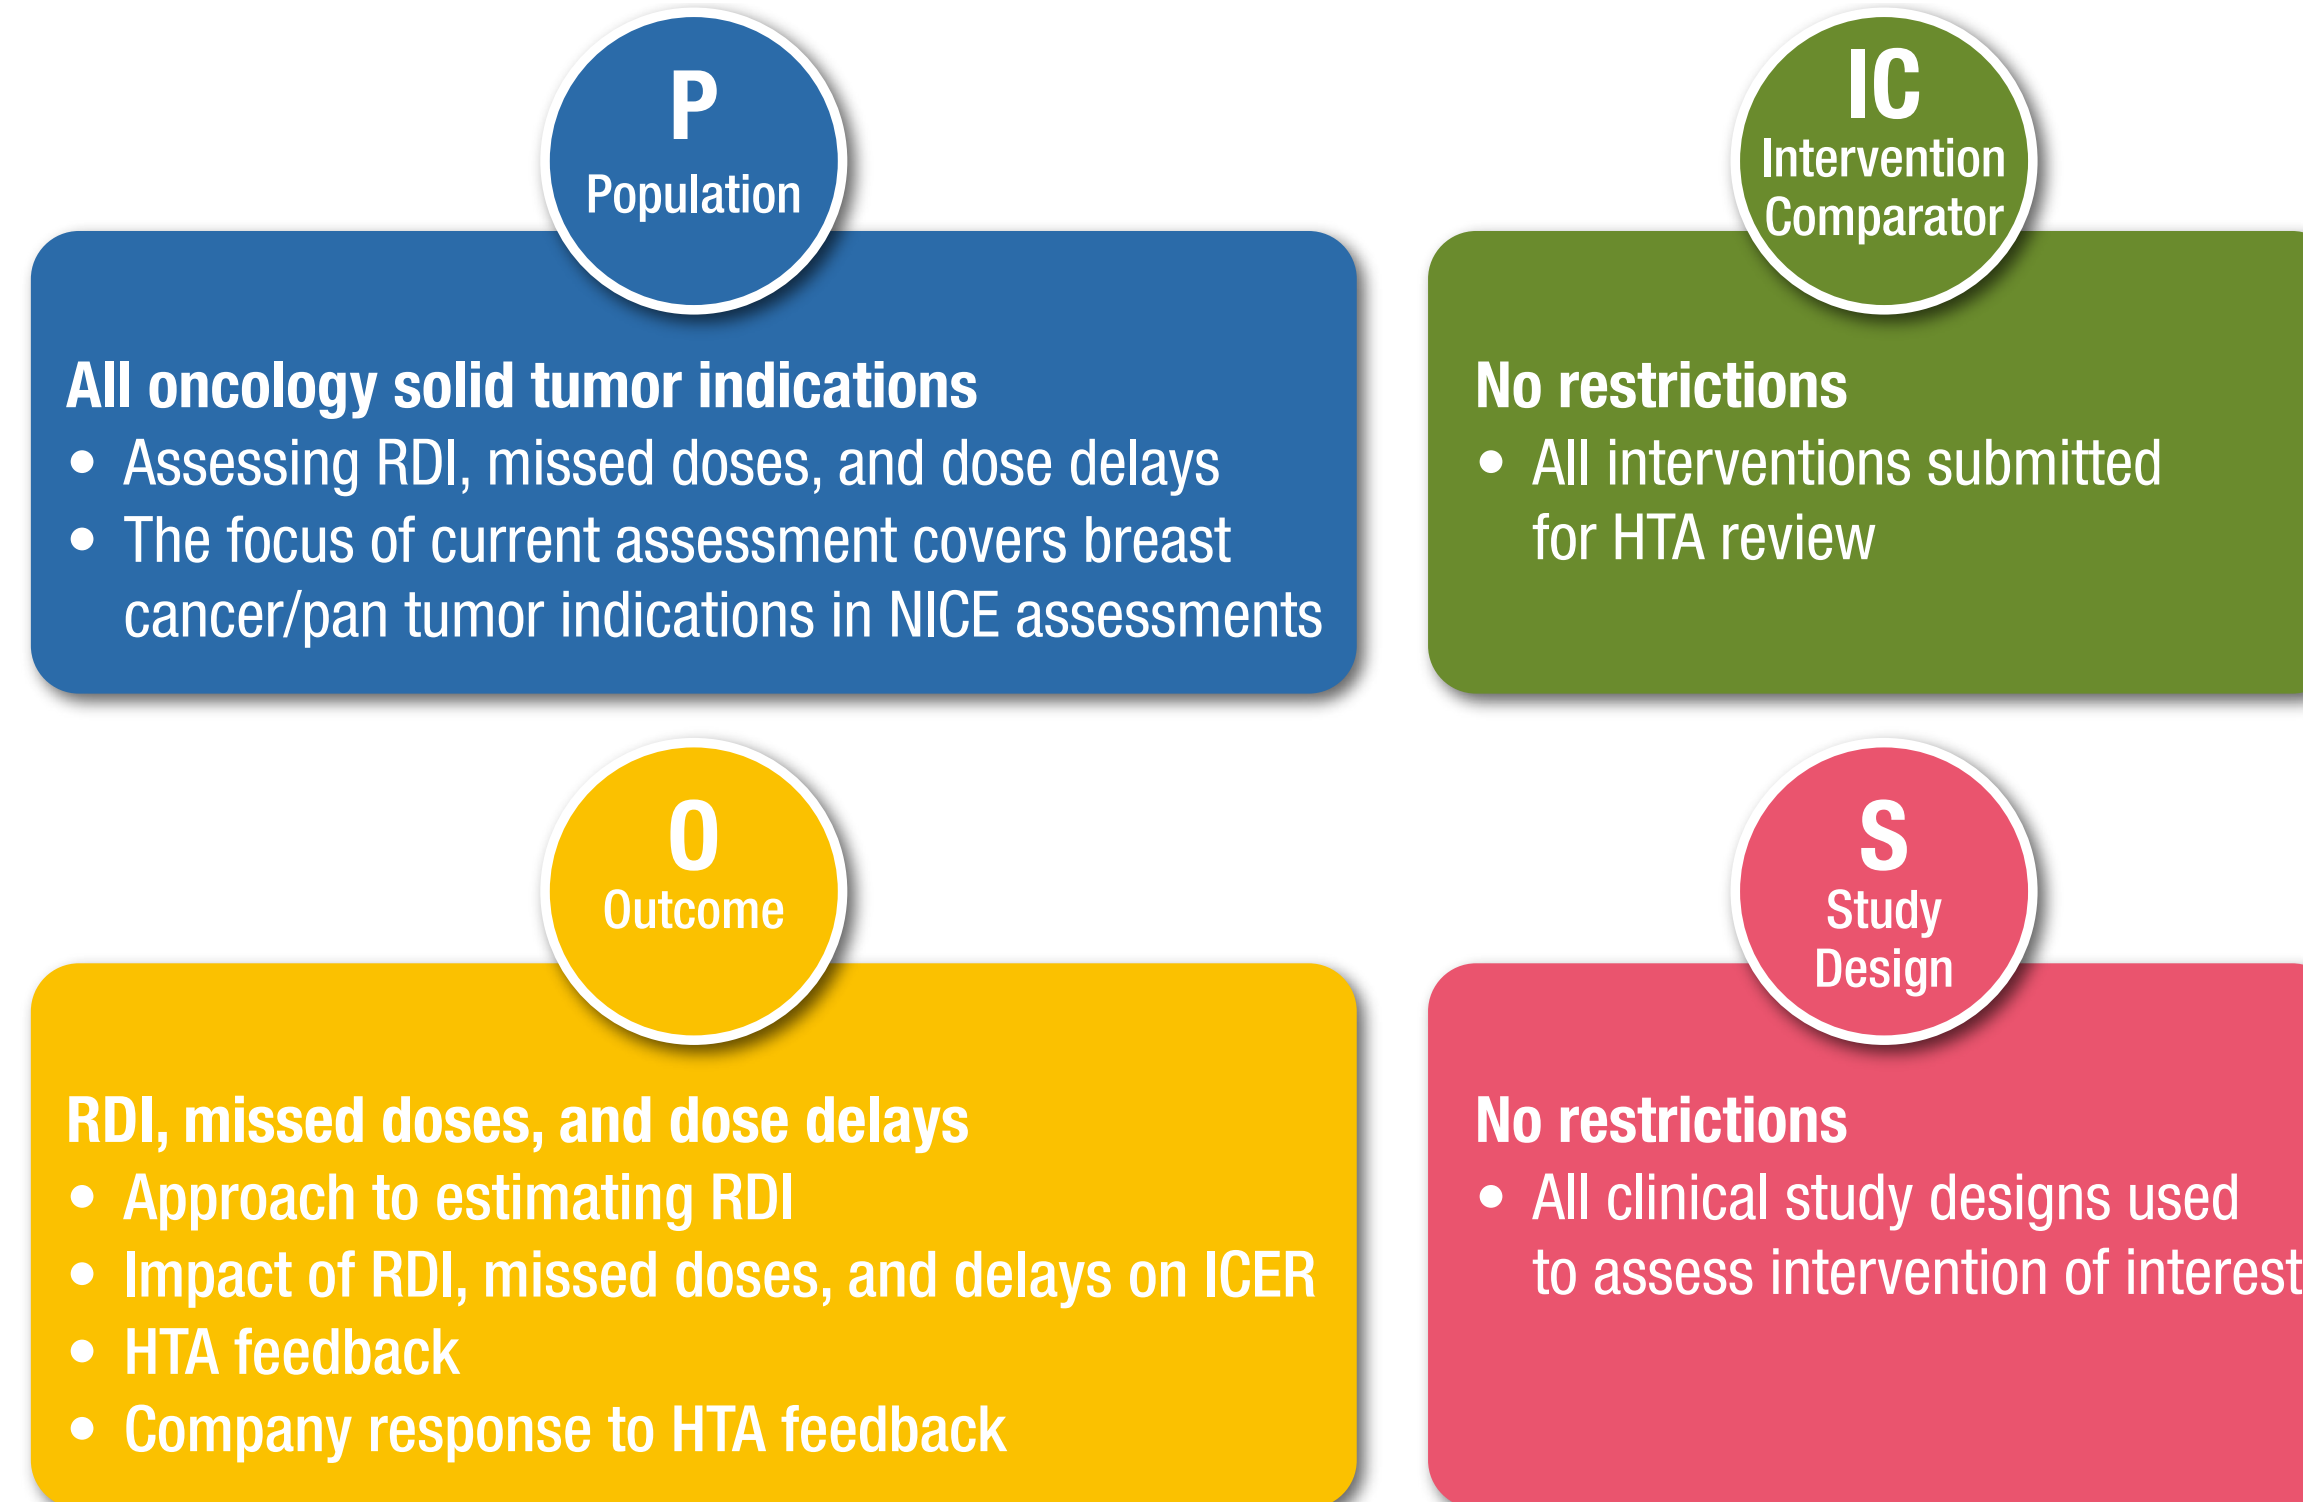 P
Population
All oncology solid tumor indications
• Assessing RDI, missed doses, and dose delays
• The focus of current assessment covers breast
cancer/pan tumor indications in NICE assessments
IC
Intervention
Comparator
No restrictions
• All interventions submitted
for HTA review
O
Outcome
RDI, missed doses, and dose delays
• Approach to estimating RDI
• Impact of RDI, missed doses, and delays on ICER
• HTA feedback
• Company response to HTA feedback
S
Study
Design
No restrictions
• All clinical study designs used
to assess intervention of interest